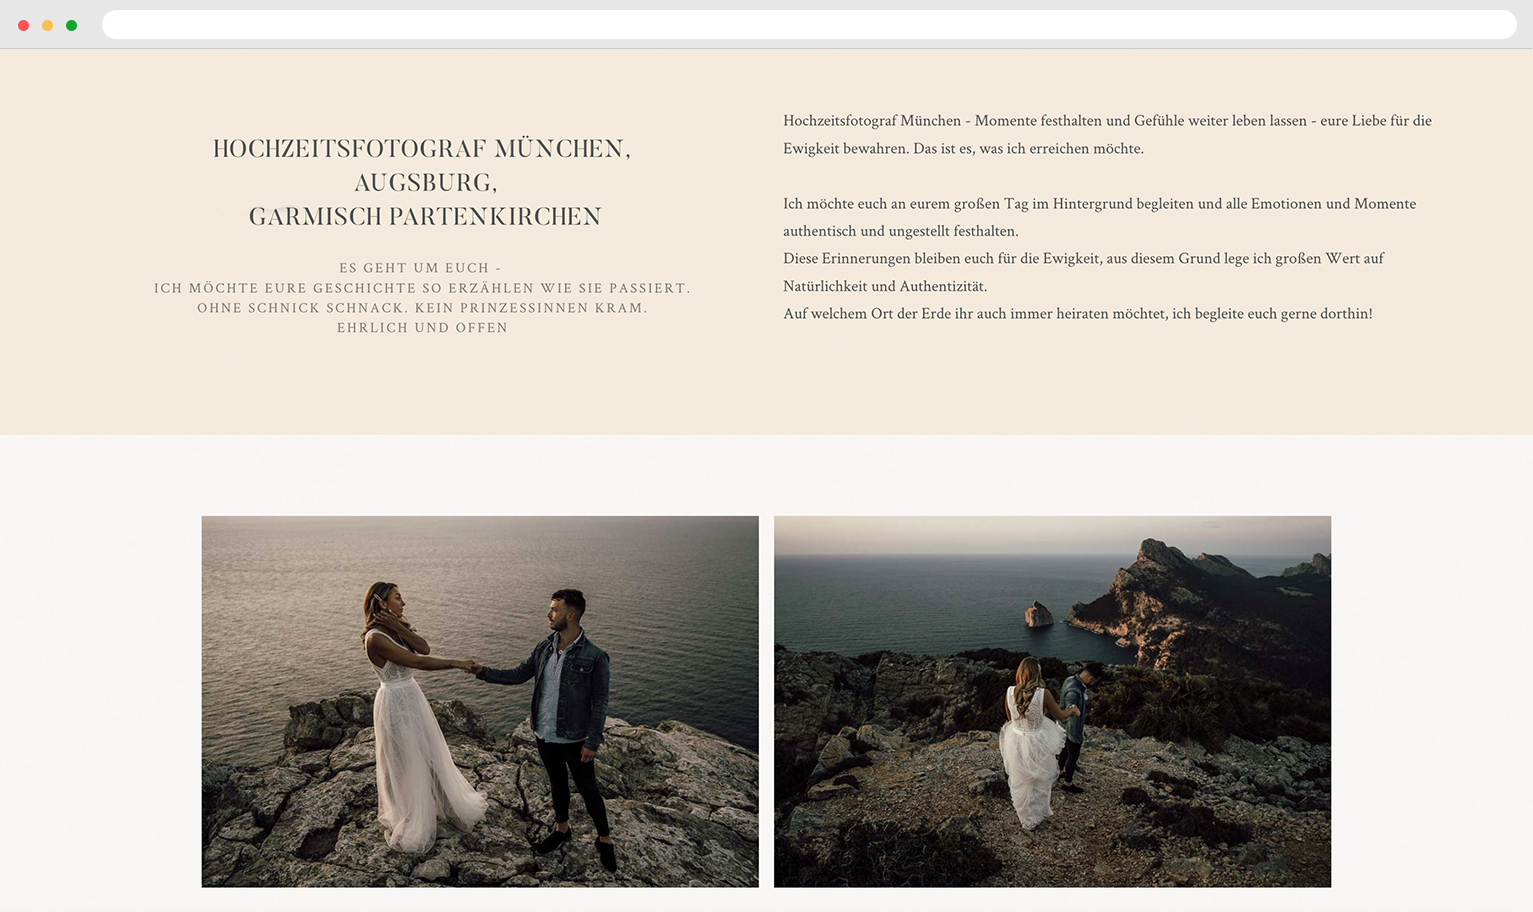 HOCHZEITSFOTOGRAF MÜNCHEN,
AUGSBURG,
GARMISCH PARTENKIRCHEN
ES GEHT UM EUCH -
ICH MÖCHTE EURE GESCHICHTE SO ERZÄHLEN WIE SIE PASSIERT.
OHNE SCHNICK SCHNACK. KEIN PRINZESSINNEN KRAM.
EHRLICH UND OFFEN
Hochzeitsfotograf München - Momente festhalten und Gefühle weiter leben lassen - eure Liebe für die
Ewigkeit bewahren. Das ist es, was ich erreichen möchte.
Ich möchte euch an eurem großen Tag im Hintergrund begleiten und alle Emotionen und Momente
authentisch und ungestellt festhalten.
Diese Erinnerungen bleiben euch für die Ewigkeit, aus diesem Grund lege ich großen Wert auf
Natürlichkeit und Authentizität.
Auf welchem Ort der Erde ihr auch immer heiraten möchtet, ich begleite euch gerne dorthin!